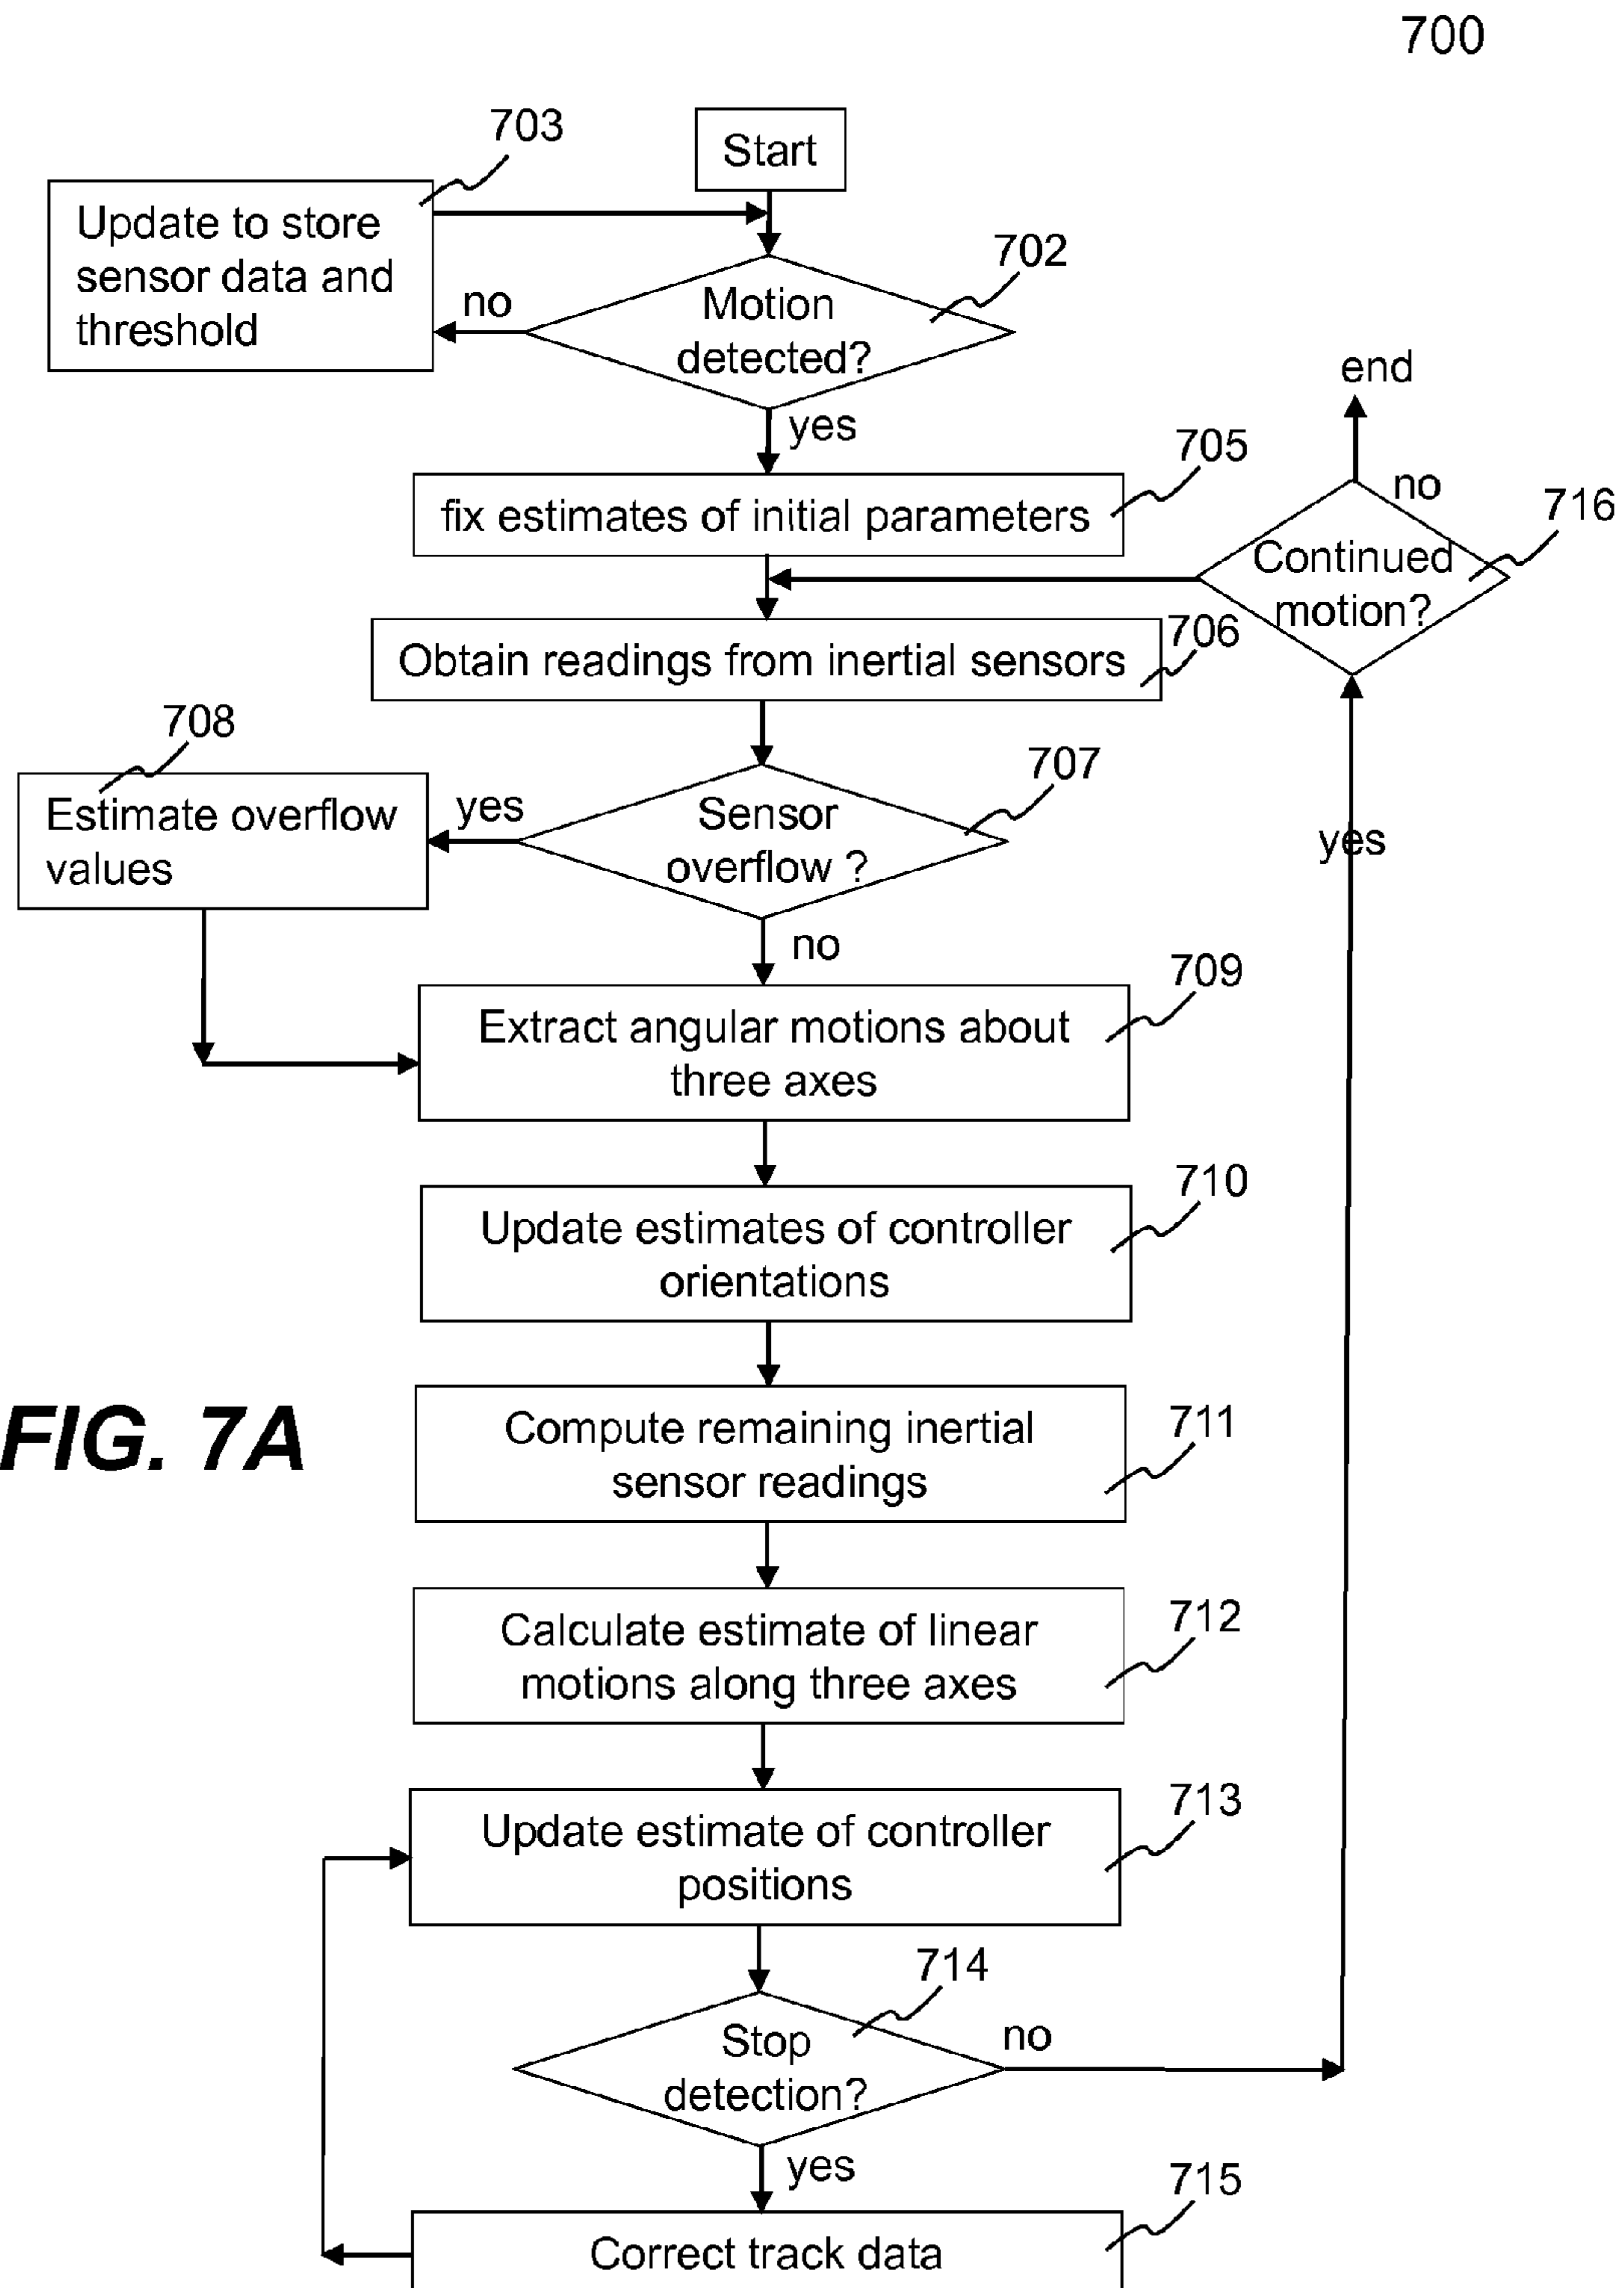 700
703
Start
Update to store
sensor data and
threshold
no
702
Motion
detected?
yes
end
705
fix estimates of initial parameters
no
716
Continued
motion?
706
Obtain readings from inertial sensors
708
707
Estimate overflow
values
yes
Sensor
overflow ?
yes
no
709
Extract angular motions about
three axes
710
Update estimates of controller
orientations
FIG. 7A
711
Compute remaining inertial
sensor readings
712
Calculate estimate of linear
motions along three axes
713
Update estimate of controller
positions
714
Stop
detection?
no
yes
715
Correct track data